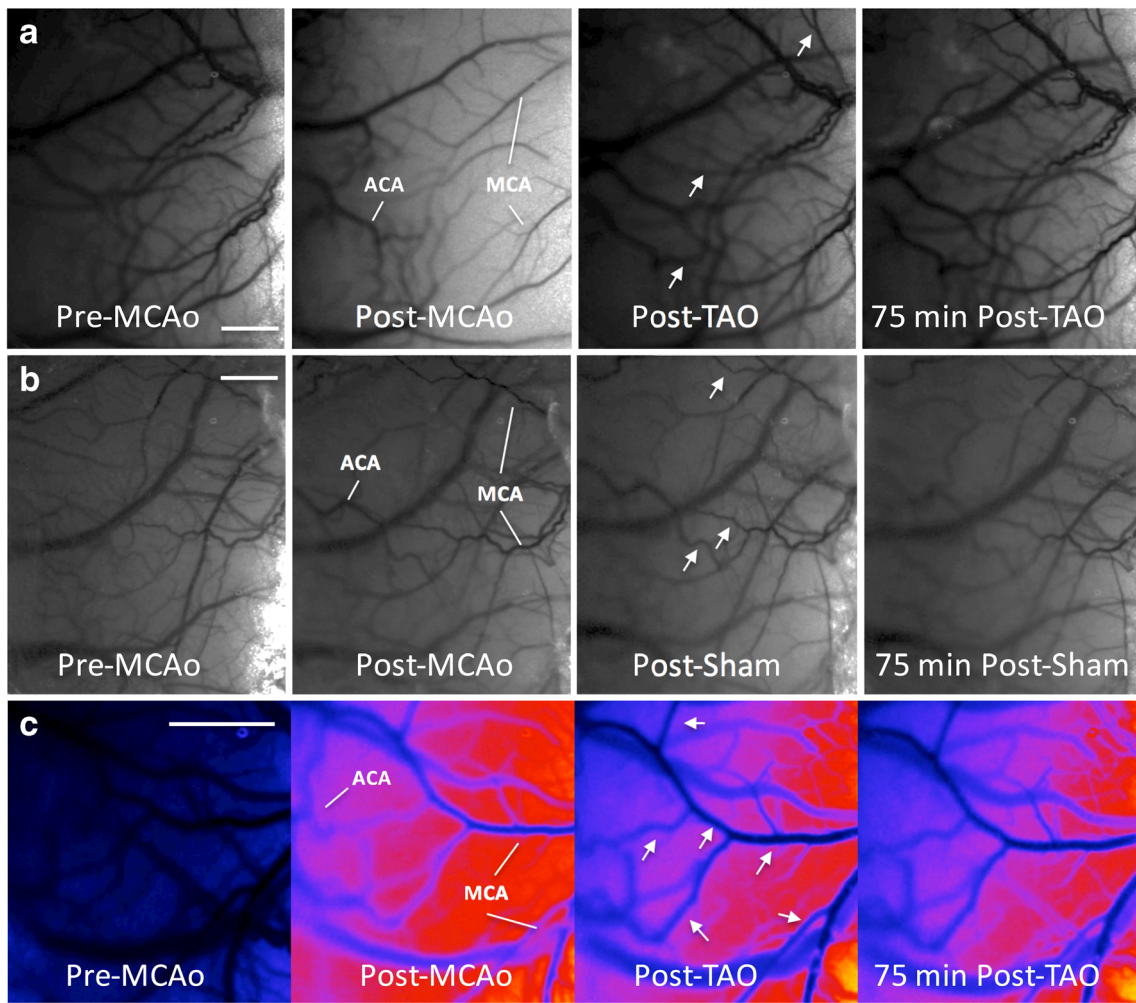 a
ACA
MCA
Pre-MCAo
Post-MCAo
Post-TAO
75 min Post-TAO
b
ACA
MCA
Pre-MCAo
Post-MCAo
Post-Sham
75 min Post-Sham
c
ACA
MCA
Pre-MCAo
Post-MCAo
Post-TAO
75 min Post-TAO